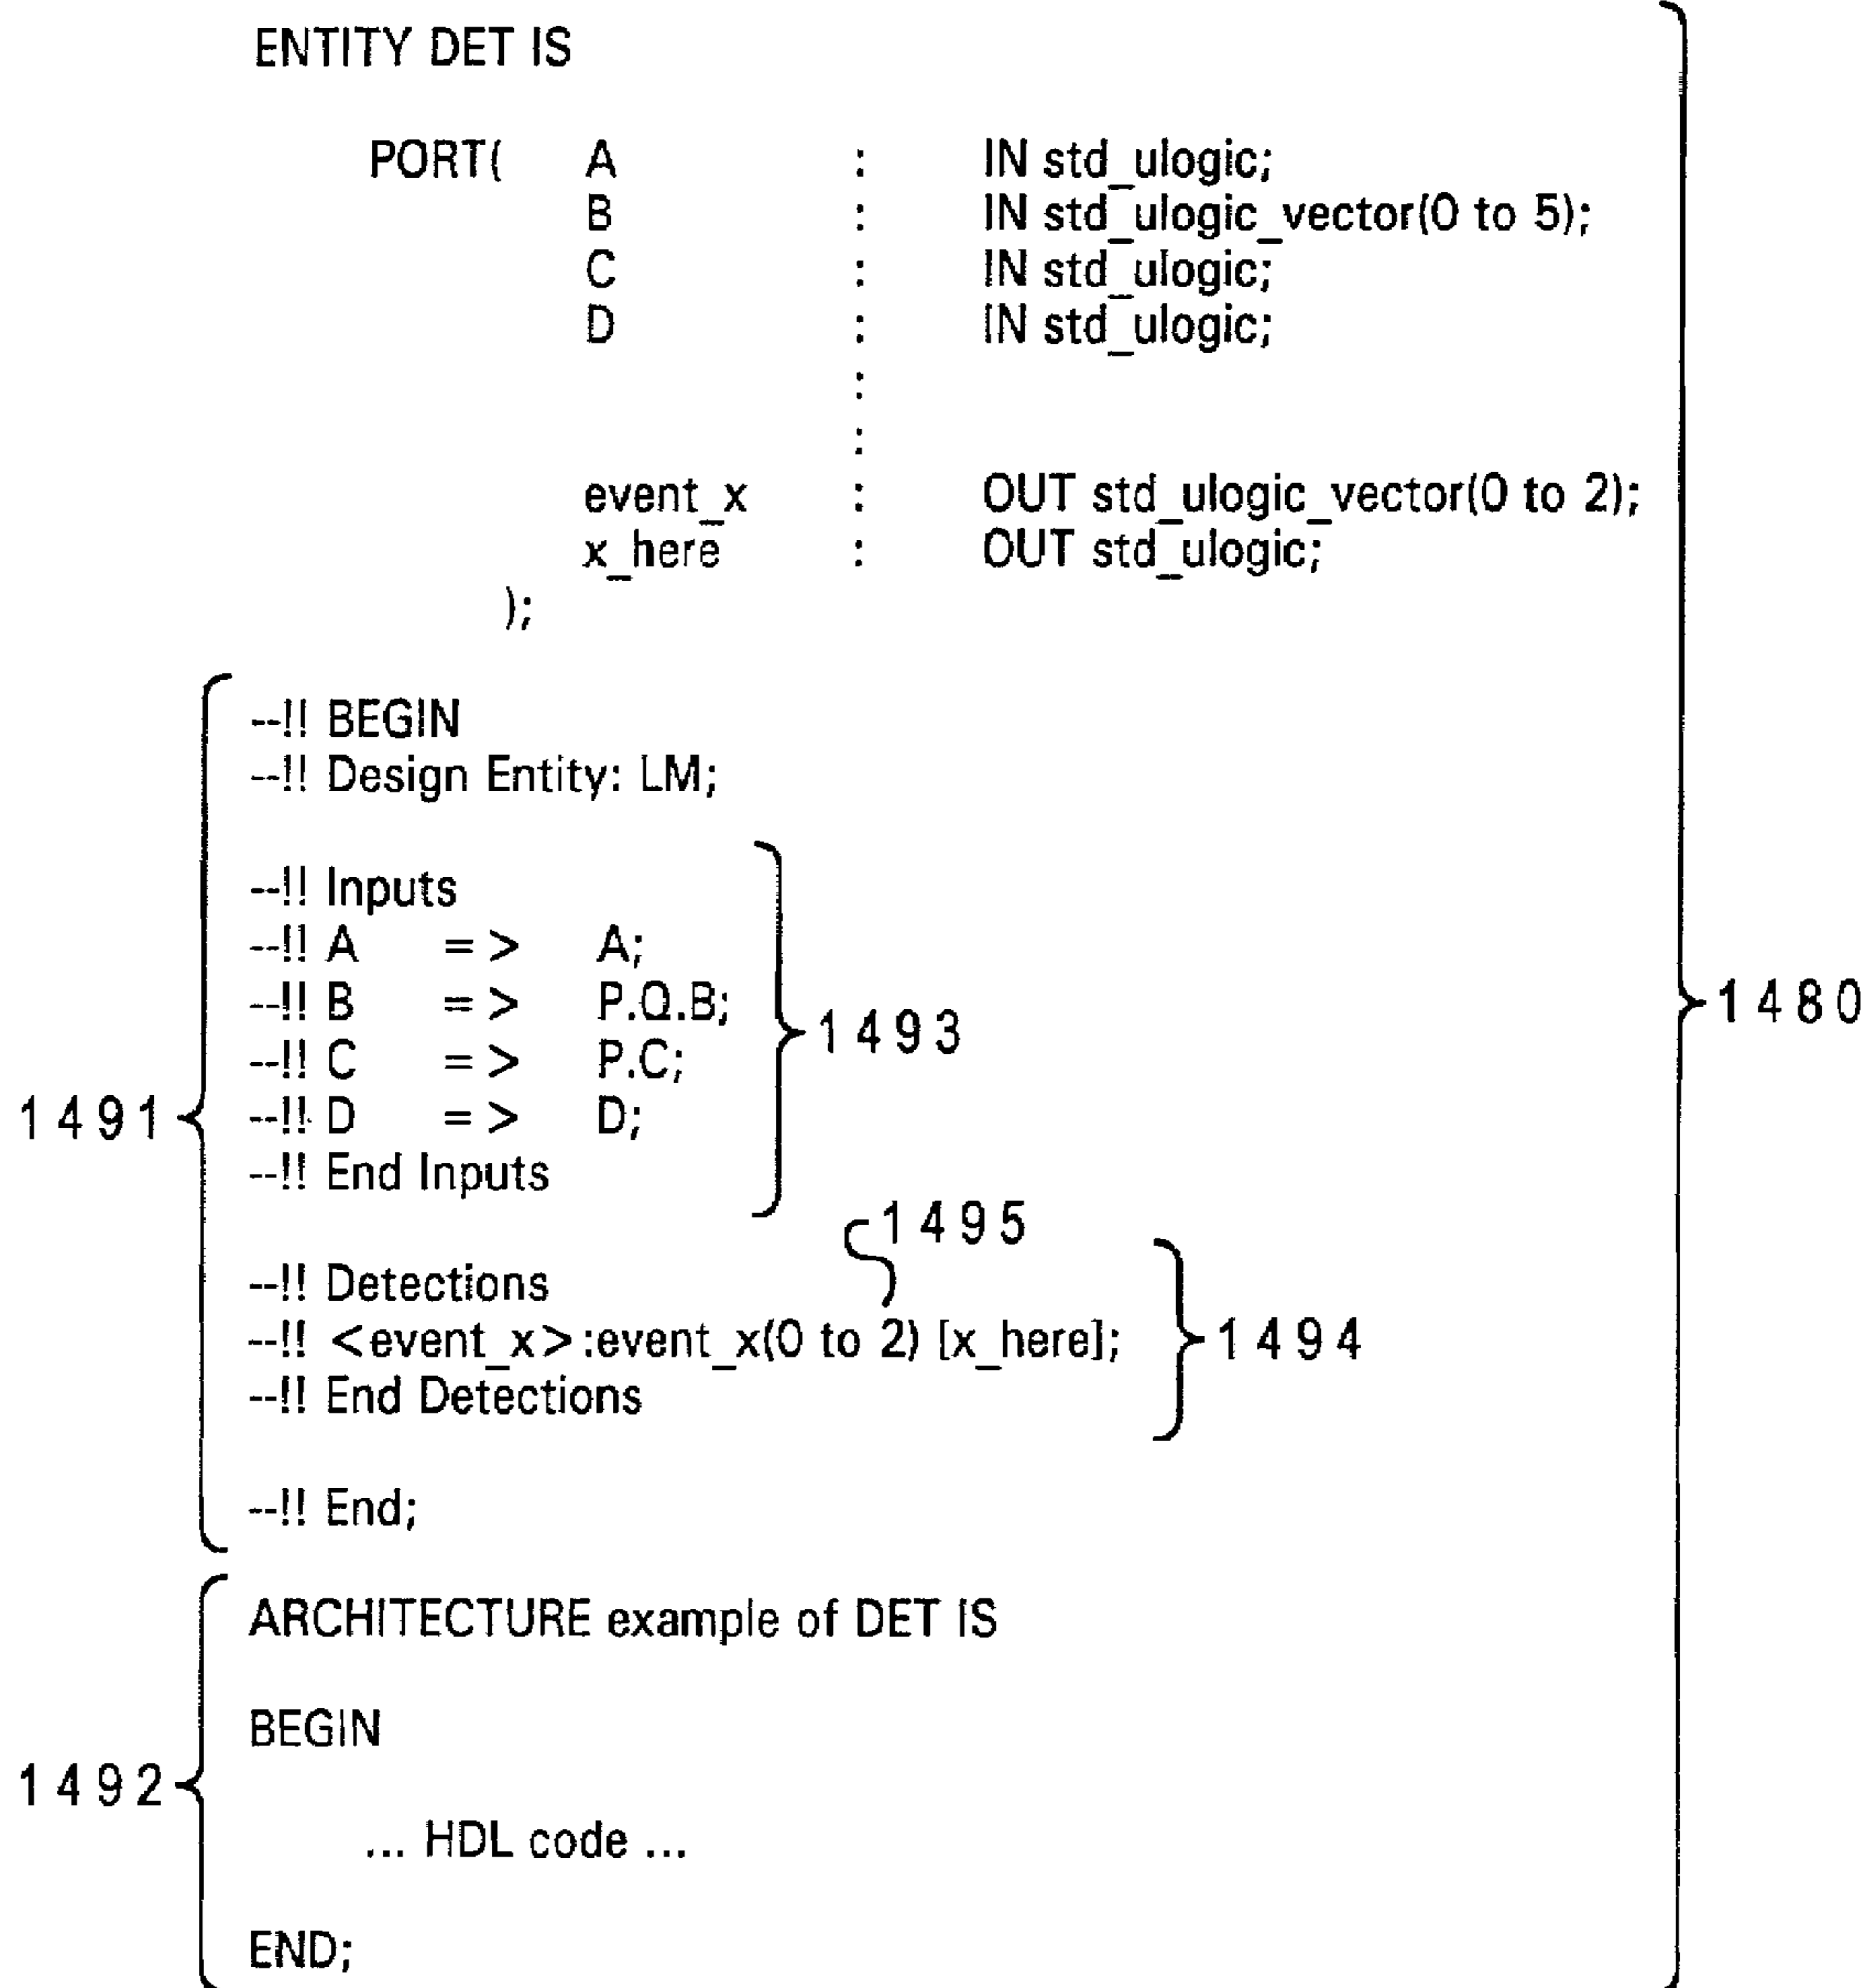 ENTITY DET IS
PORT( A : IN std_ulogic;
B : IN std_ulogic_vector(0 to 5);
C : IN std_ulogic;
D : IN std_ulogic;
:
:
event_x : OUT std_ulogic_vector(0 to 2);
x_here : OUT std_ulogic;
);
--!! BEGIN
--!! Design Entity: LM;
--!! Inputs
--!! A => A;
--!! B => P.Q.B;
1480
1493
--!! C => P.C;
1491
--!! D => D;
--!! End Inputs
1495
--!! Detections
--!! <event_x>:event_x(0 to 2) [x_here];
1494
--!! End Detections
--!! End;
ARCHITECTURE example of DET IS
BEGIN
1492
... HDL code ...
END;